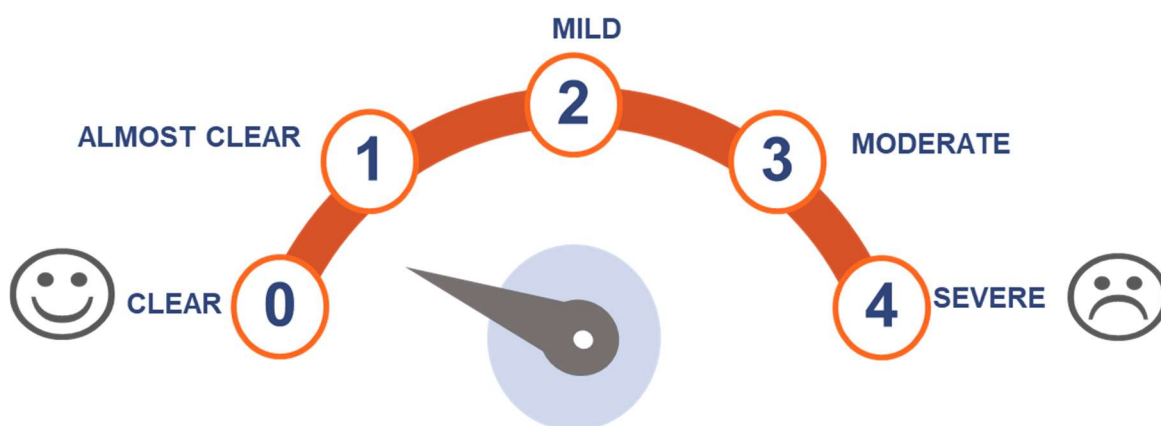 MILD
2
ALMOST CLEAR
1
3
MODERATE
CLEAR
0
4
SEVERE